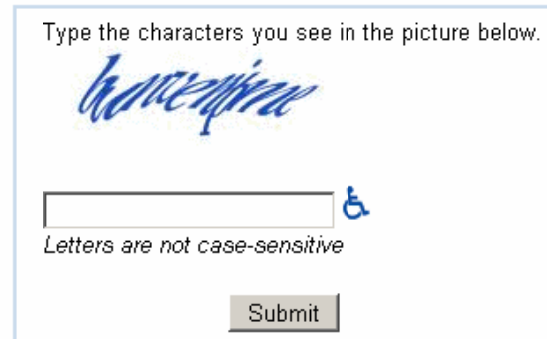 Type the characters you see in the picture below.
Letters are not case-sensitive
Submit